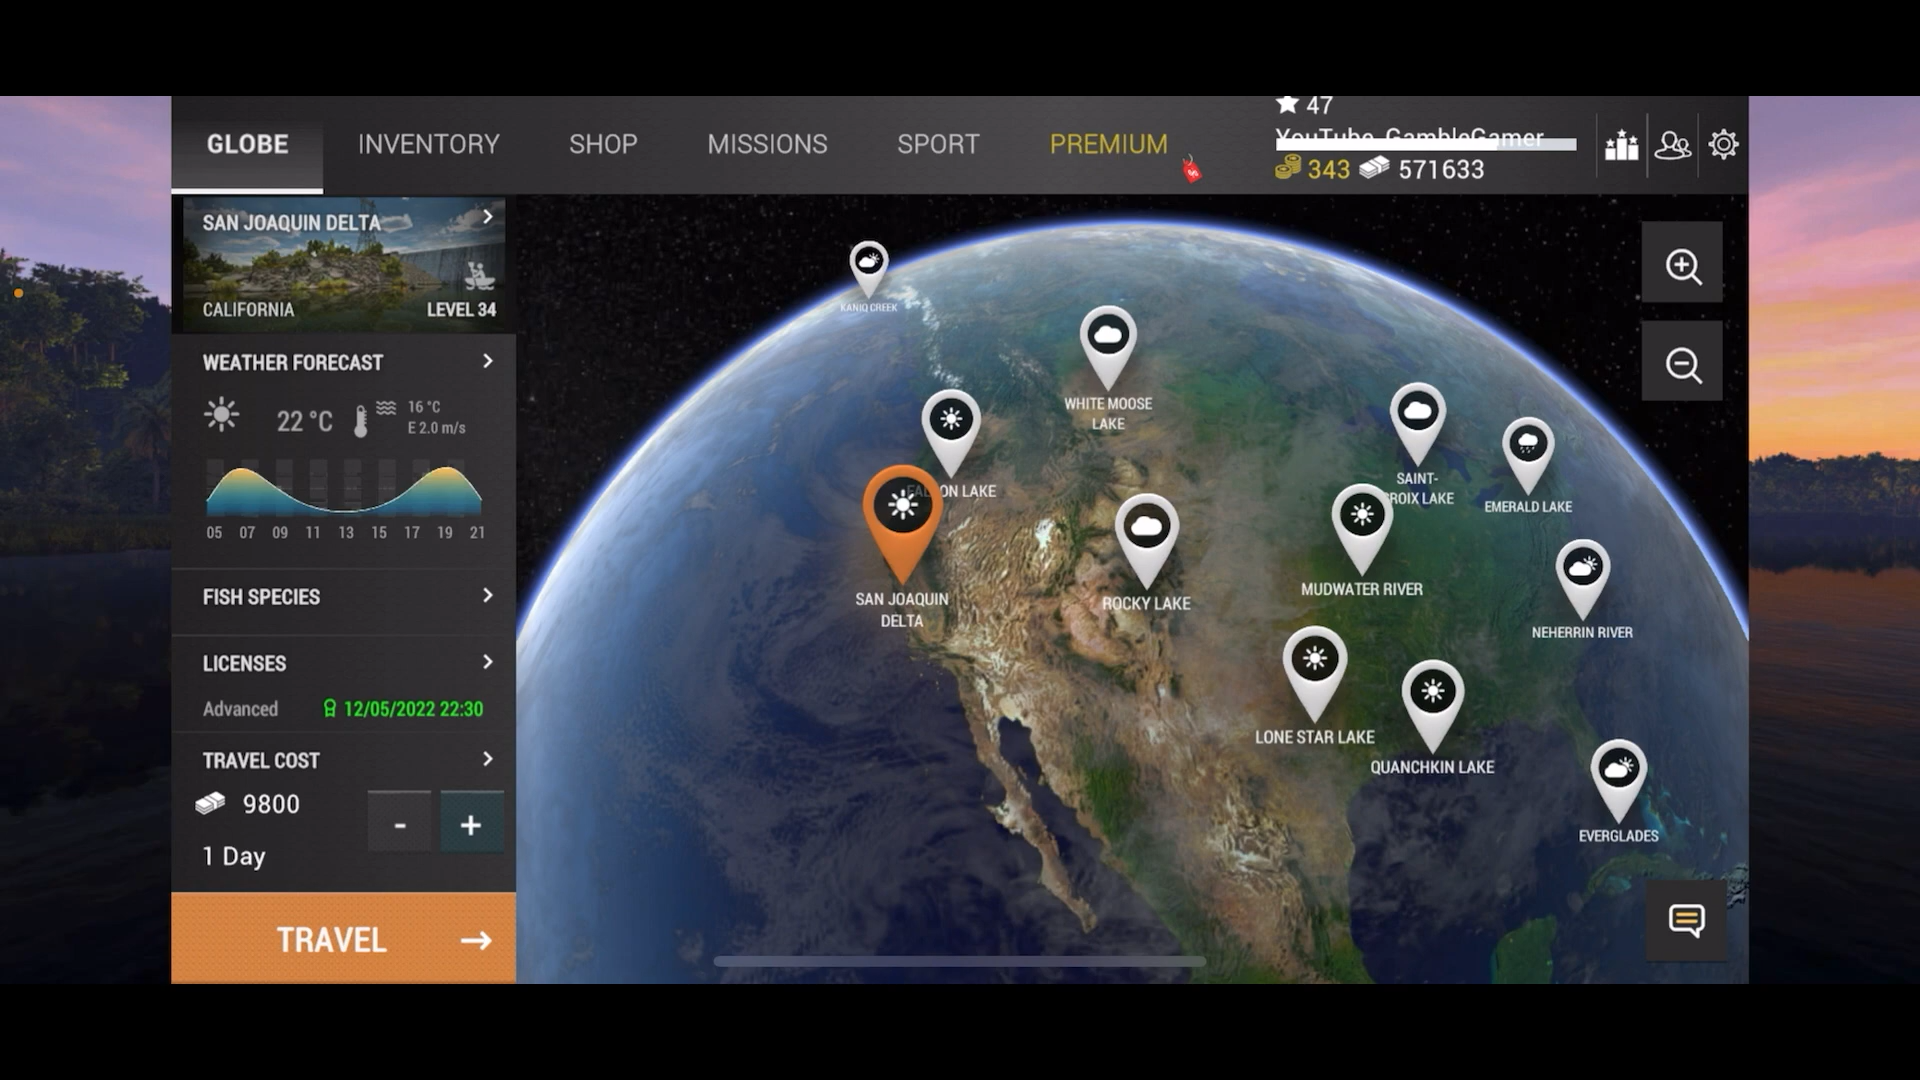 GLOBE
INVENTORY
SHOP
MISSIONS
SPORT
PREMIUM
%
47
YouTube_GambleGamer
343
571633
SAN JOAQUIN DELTA
CALIFORNIA
LEVEL 34
WEATHER FORECAST
22 °C
16 °C
E 2.0 m/s
05 07 09 11 13 15 17 19 21
FISH SPECIES
LICENSES
Advanced
12/05/2022 22:30
TRAVEL COST
9800
- +
1 Day
TRAVEL
KANIQ CREEK
WHITE MOOSE
LAKE
FALCON LAKE
SAN JOAQUIN
DELTA
ROCKY LAKE
SAINT-
CROIX LAKE
EMERALD LAKE
MUDWATER RIVER
NEHERRIN RIVER
LONE STAR LAKE
QUANCHKIN LAKE
EVERGLADES